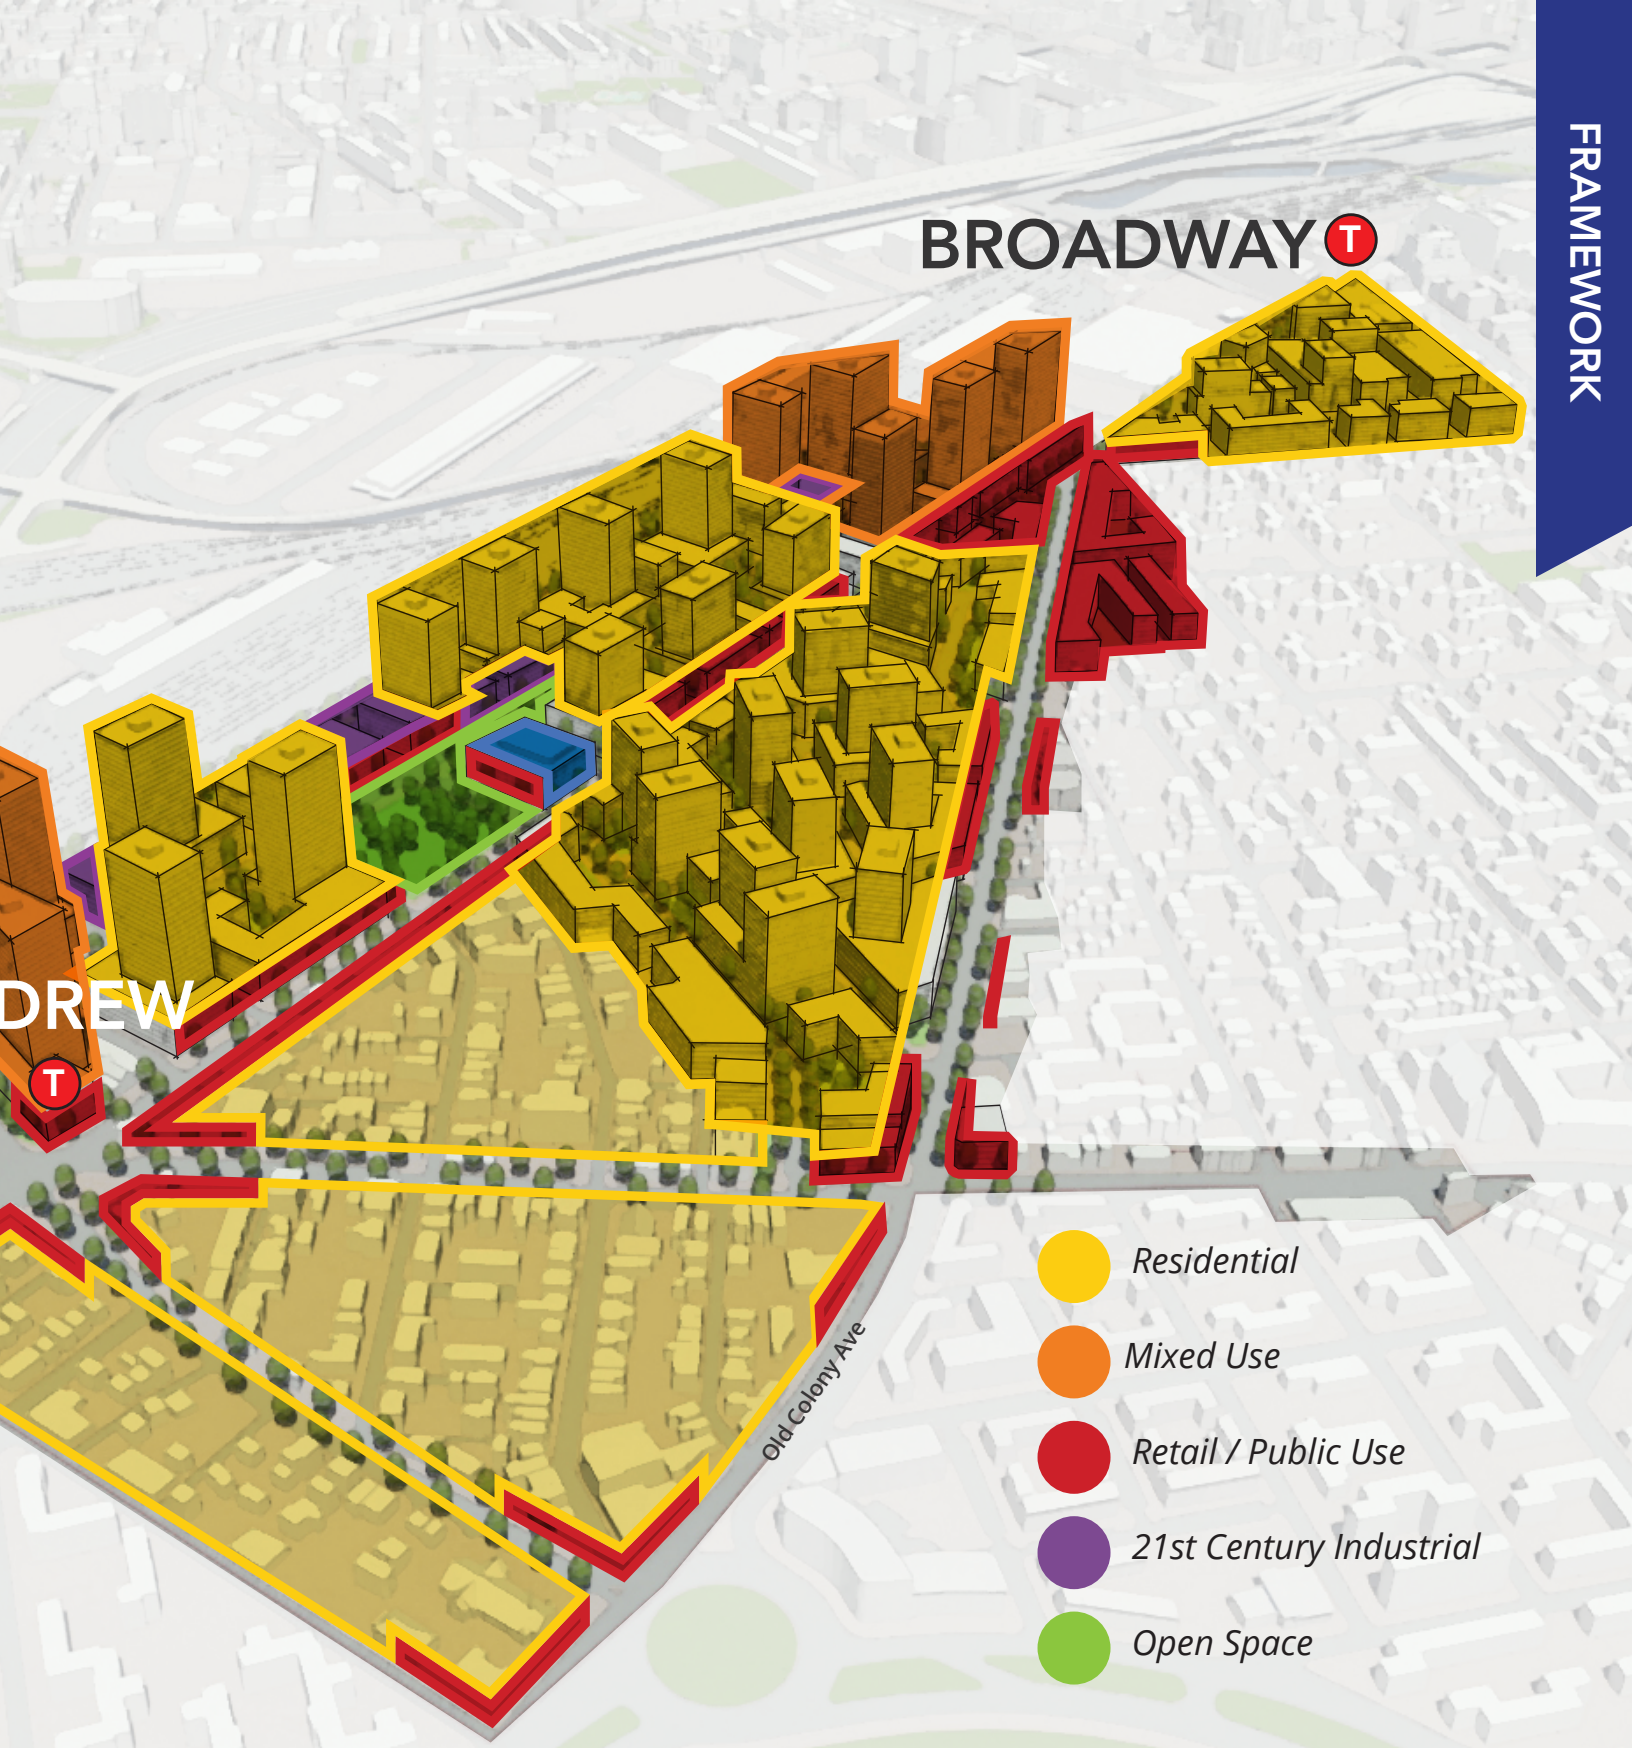 FRAMEWORK
BROADWAY T
DREW
T
Old Colony Ave
Residential
Mixed Use
Retail / Public Use
21st Century Industrial
Open Space